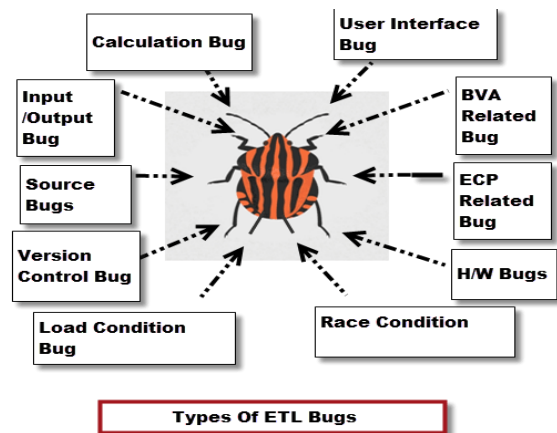 Calculation Bug
User Interface
Bug
Input
/Output
Bug
BVA
Related
Bug
Source
Bugs
ECP
Related
Bug
Version
Control Bug
H/W Bugs
Load Condition
Bug
Race Condition
Types Of ETL Bugs